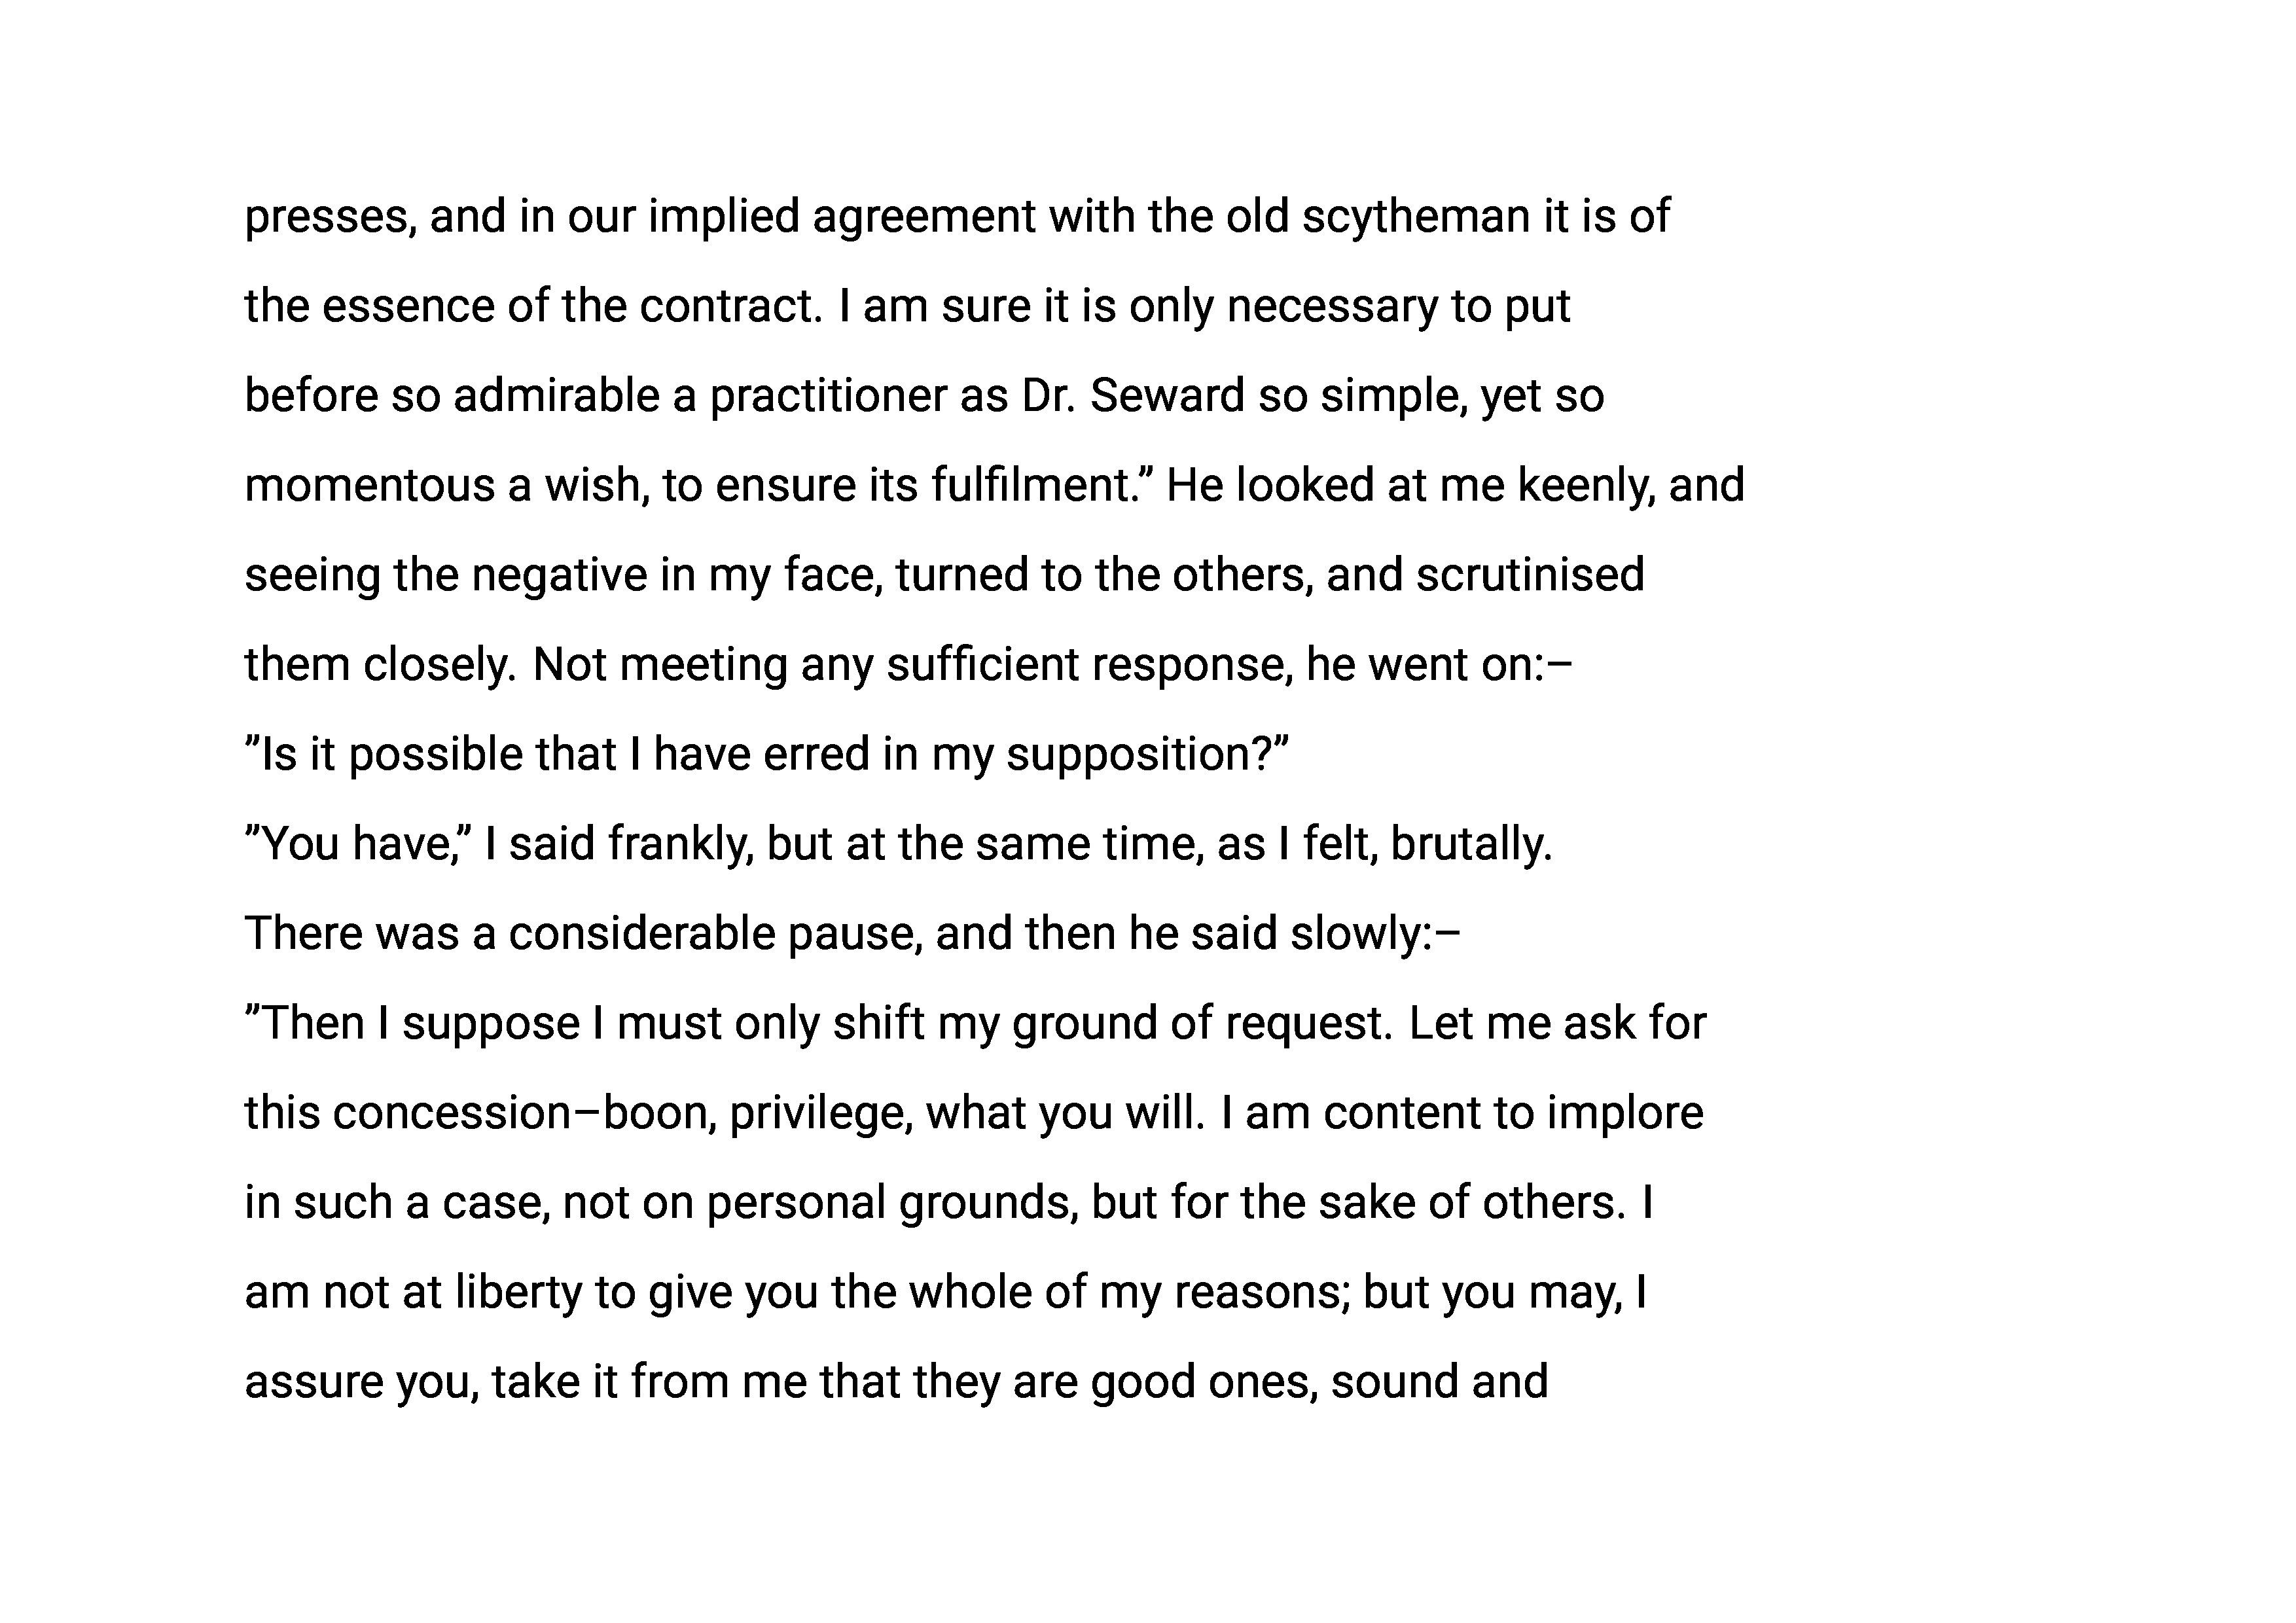 presses, and in our implied agreement with the old scytheman it is of
the essence of the contract. I am sure it is only necessary to put
before so admirable a practitioner as Dr. Seward so simple, yet so
momentous a wish, to ensure its fulfilment.” He looked at me keenly, and
seeing the negative in my face, turned to the others, and scrutinised
them closely. Not meeting any sufficient response, he went on:–
”Is it possible that I have erred in my supposition?”
”You have,” I said frankly, but at the same time, as I felt, brutally.
There was a considerable pause, and then he said slowly:–
”Then I suppose I must only shift my ground of request. Let me ask for
this concession–boon, privilege, what you will. I am content to implore
in such a case, not on personal grounds, but for the sake of others. I
am not at liberty to give you the whole of my reasons; but you may, I
assure you, take it from me that they are good ones, sound and